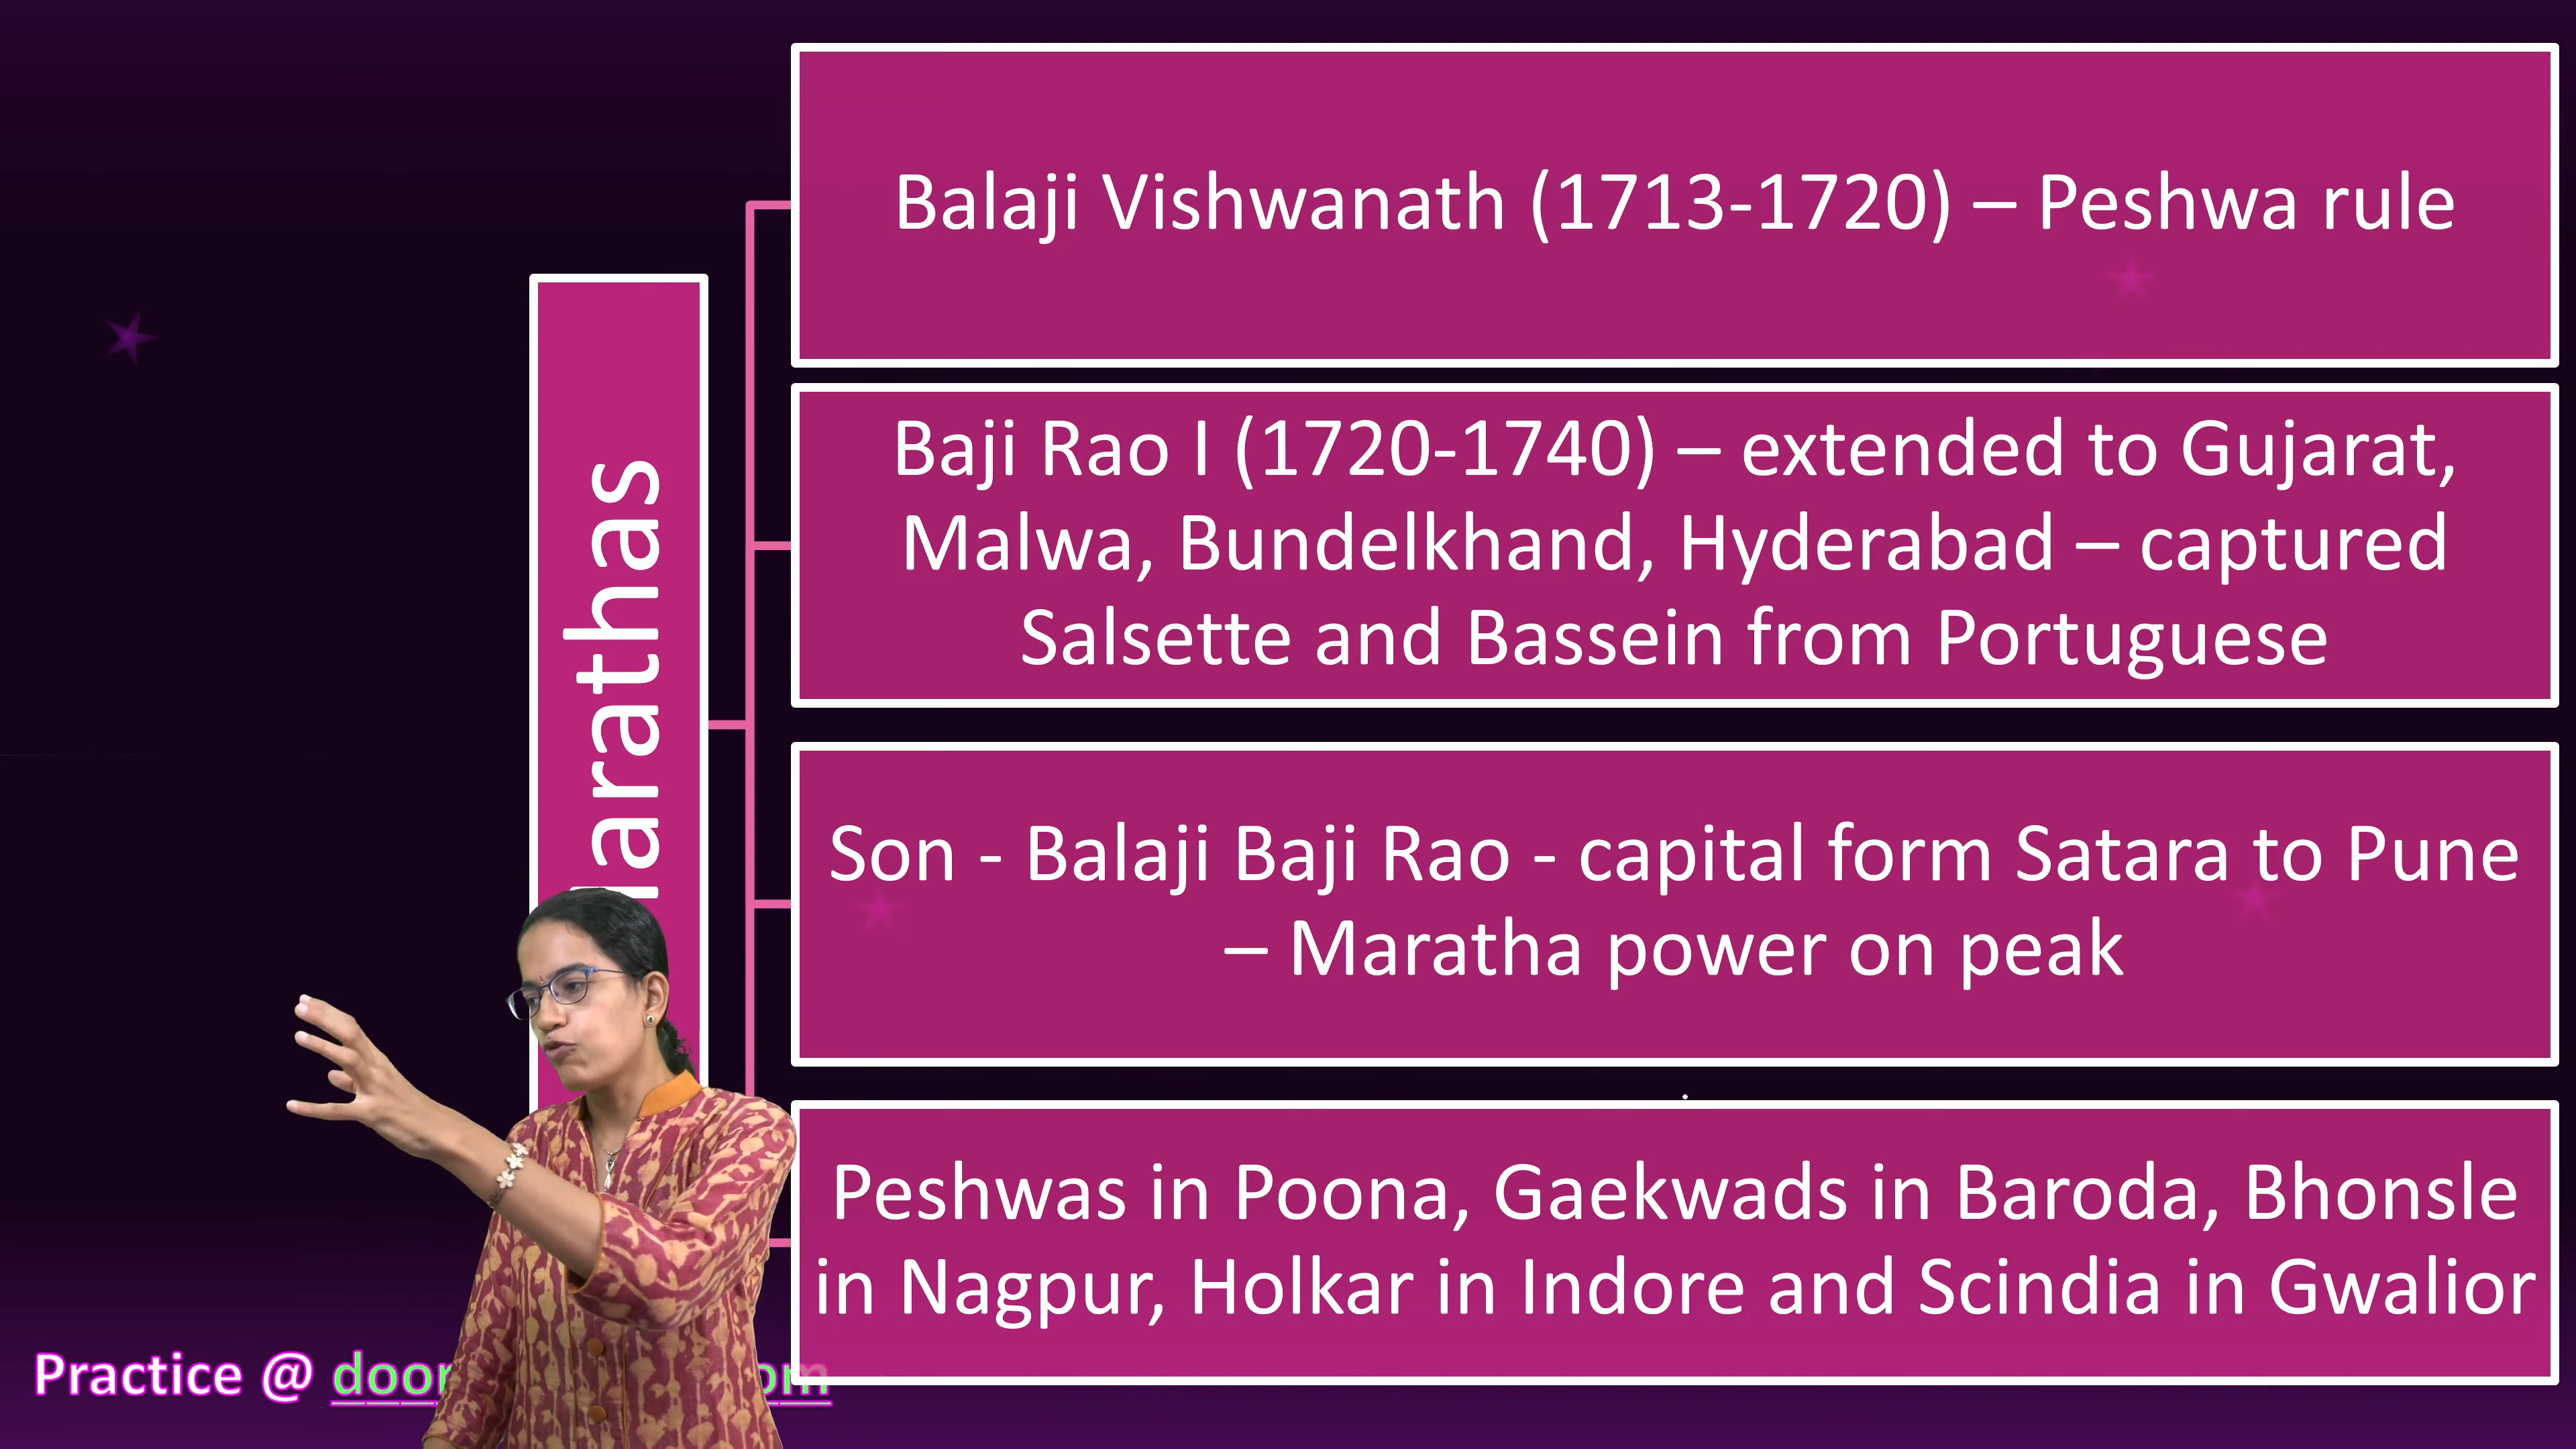 Balaji Vishwanath (1713-1720) – Peshwa rule
Baji Rao I (1720-1740) – extended to Gujarat,
Malwa, Bundelkhand, Hyderabad – captured
Salsette and Bassein from Portuguese
Son - Balaji Baji Rao - capital form Satara to Pune
– Maratha power on peak
Peshwas in Poona, Gaekwads in Baroda, Bhonsle
in Nagpur, Holkar in Indore and Scindia in Gwalior
Practice @